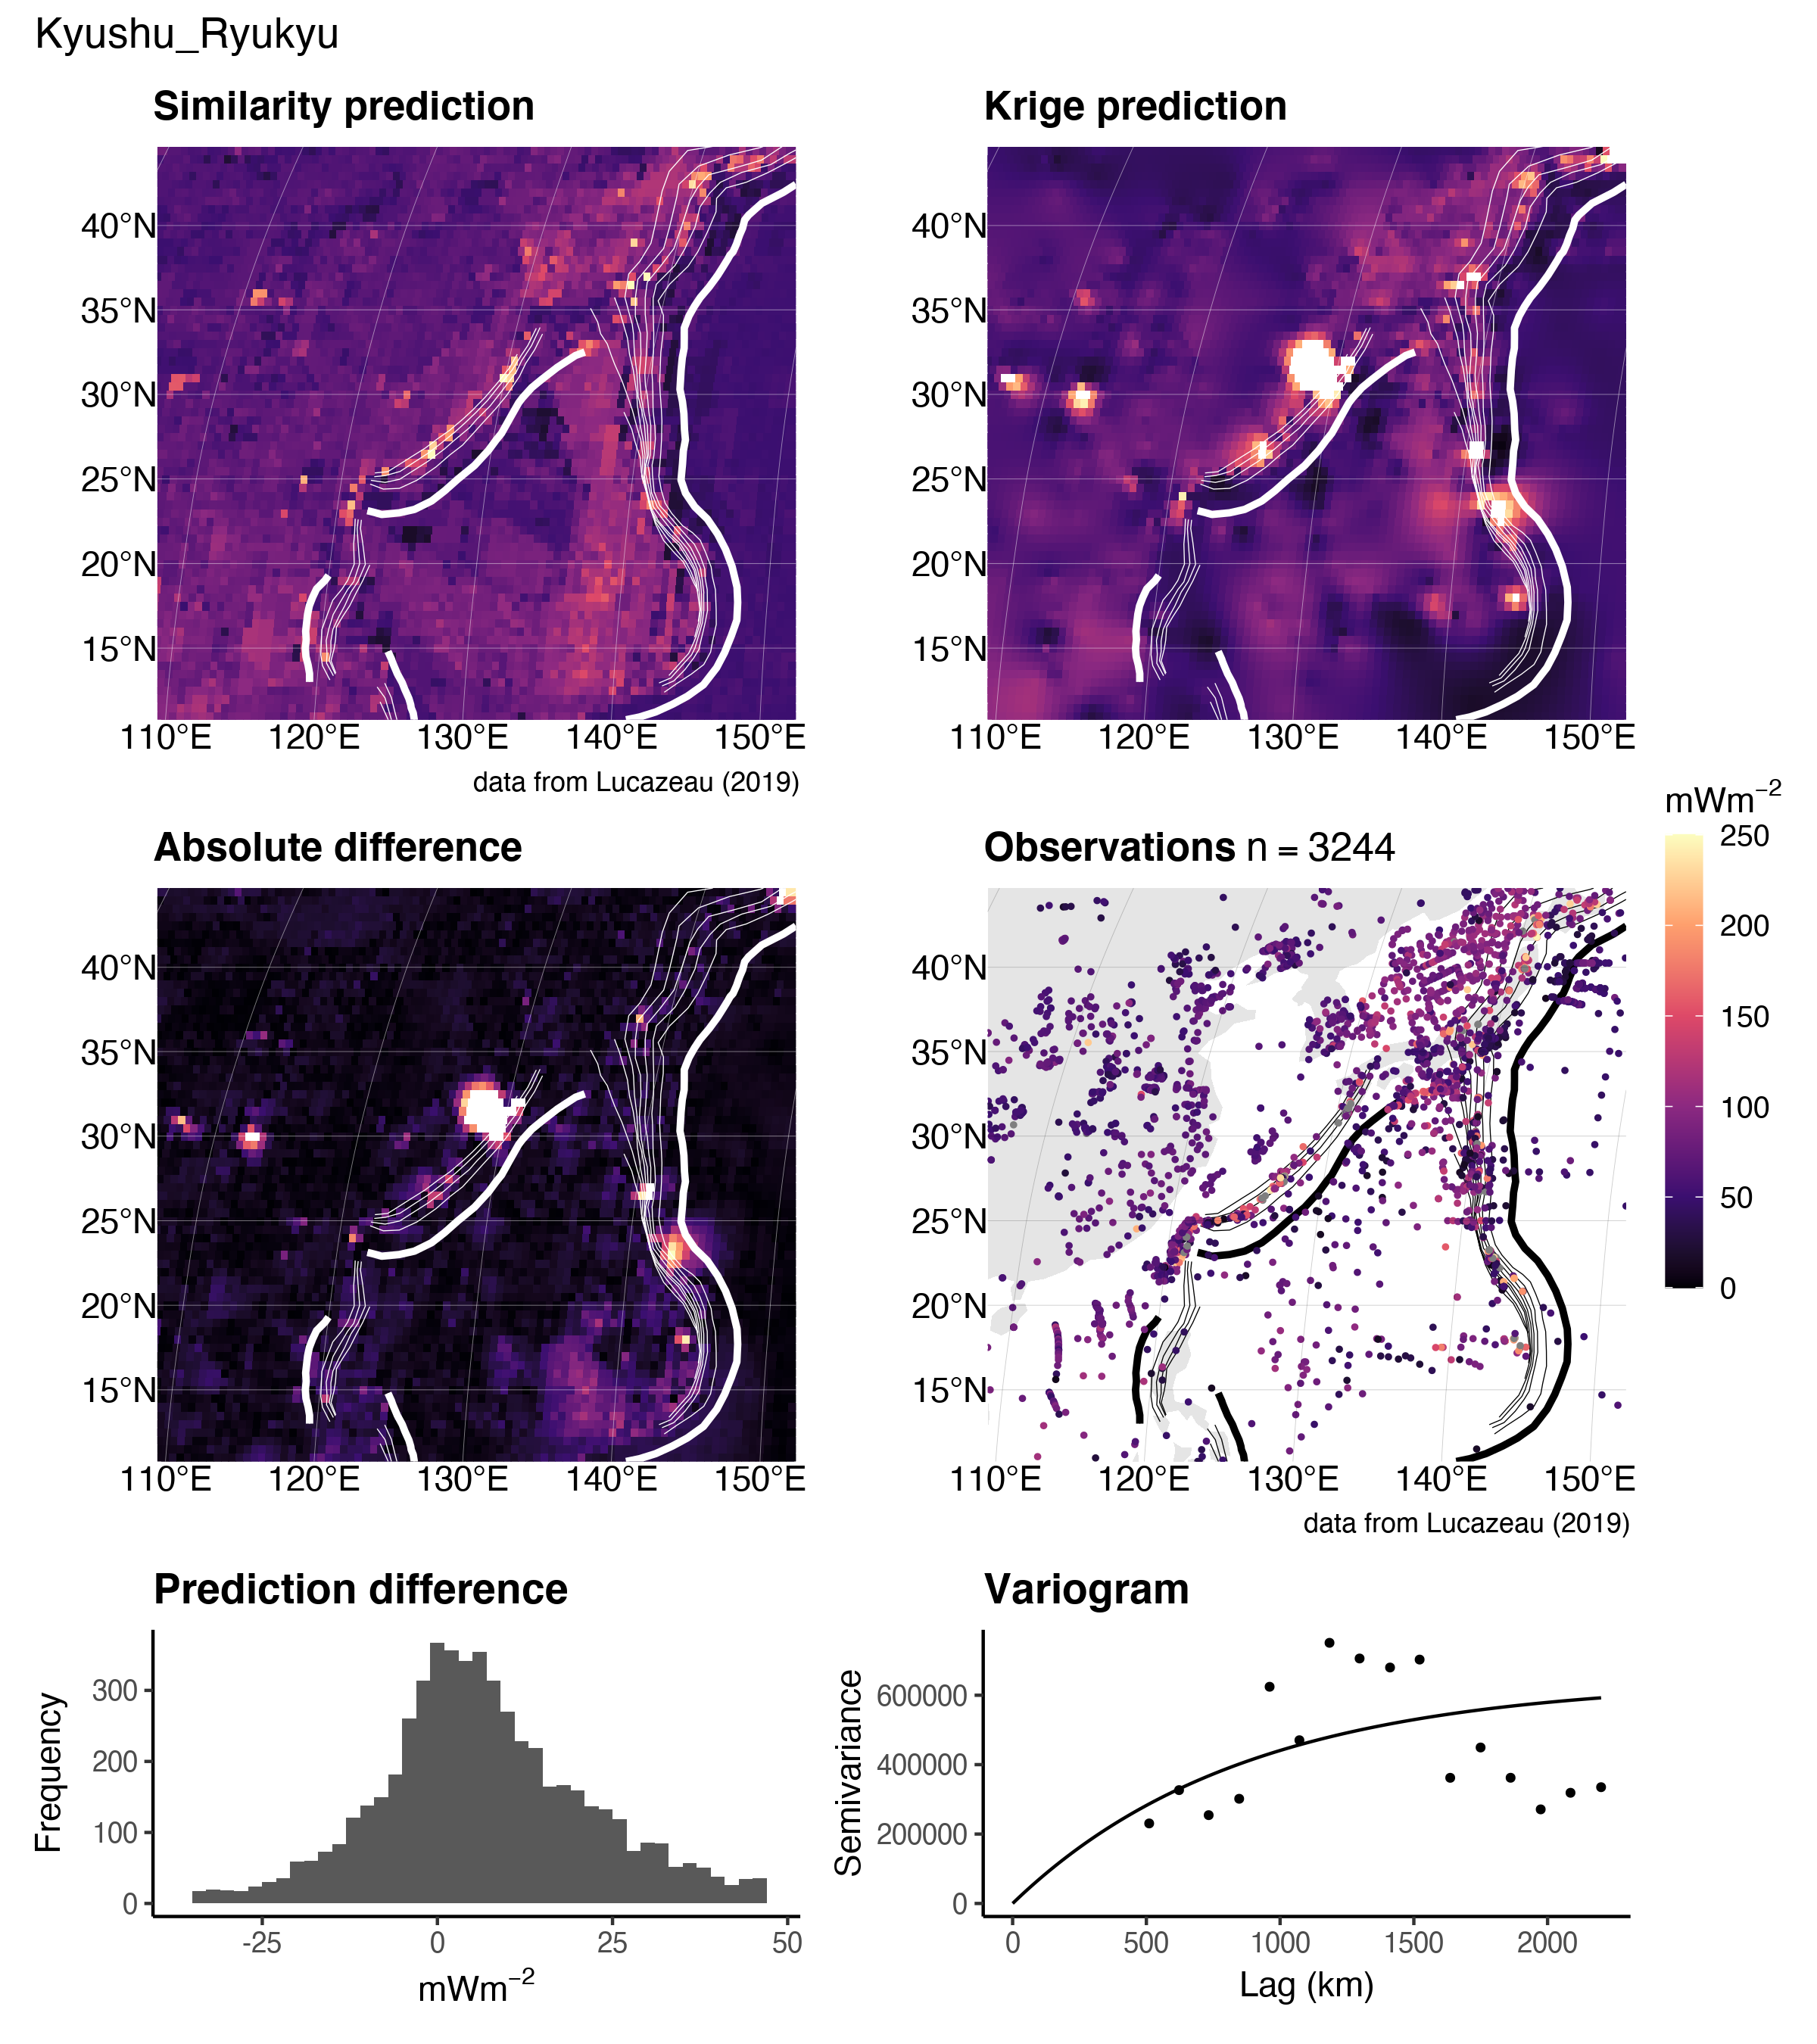 Kyushu_Ryukyu
Similarity prediction
Krige prediction
40°N
35°N
30°N
25°N
20°N
15°N
110°E 120°E 130°E 140°E 150°E
data from Lucazeau (2019)
40°N
35°N
30°N
25°N
20°N
15°N
110°E 120°E 130°E 140°E 150°E
Absolute difference
Observations n = 3244
40°N
35°N
30°N
25°N
20°N
15°N
110°E 120°E 130°E 140°E 150°E
40°N
35°N
30°N
25°N
20°N
15°N
110°E 120°E 130°E 140°E 150°E
data from Lucazeau (2019)
mWm⁻²
250
200
150
100
50
0
Prediction difference
Frequency
300
200
100
0
-25 0 25 50
mWm⁻²
Variogram
Semivariance
600000
400000
200000
0
0 500 1000 1500 2000
Lag (km)